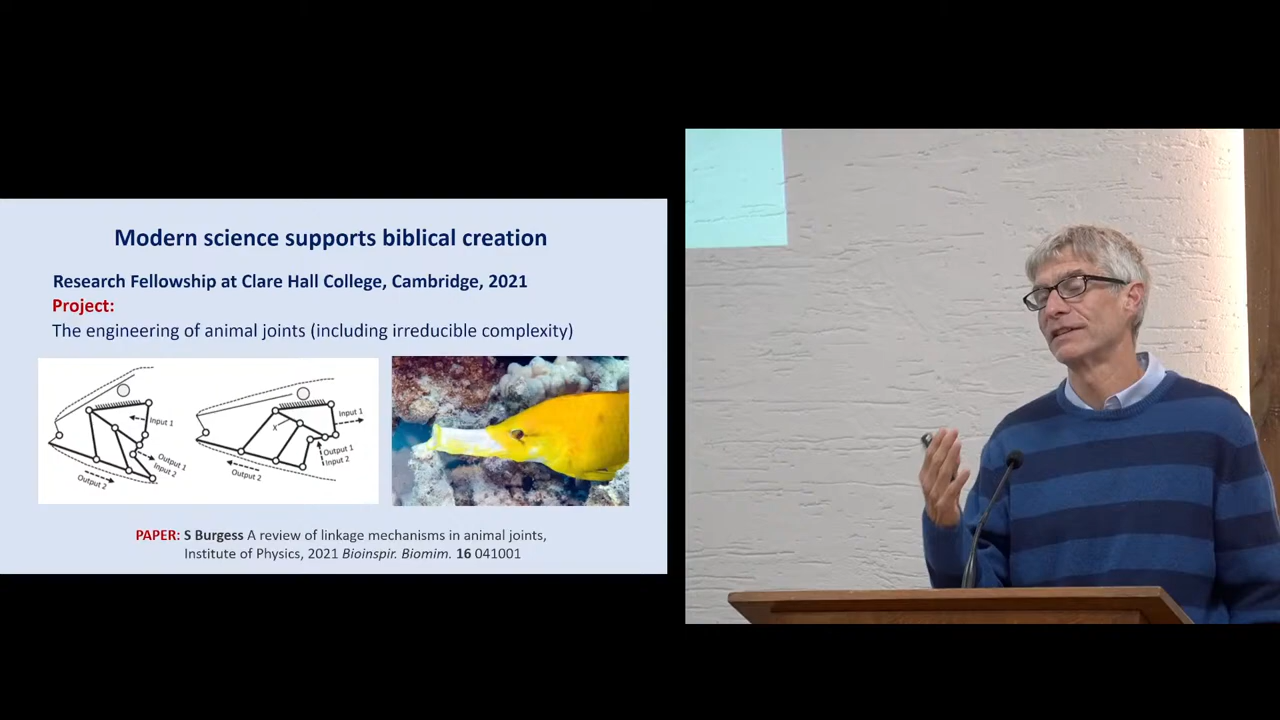 Modern science supports biblical creation
Research Fellowship at Clare Hall College, Cambridge, 2021
Project:
The engineering of animal joints (including irreducible complexity)
Input 1
Output 1
Input 2
Output 2
X
Input 1
Output 1
Input 2
Output 2
PAPER: S Burgess A review of linkage mechanisms in animal joints,
Institute of Physics, 2021 Bioinspir. Biomim. 16 041001